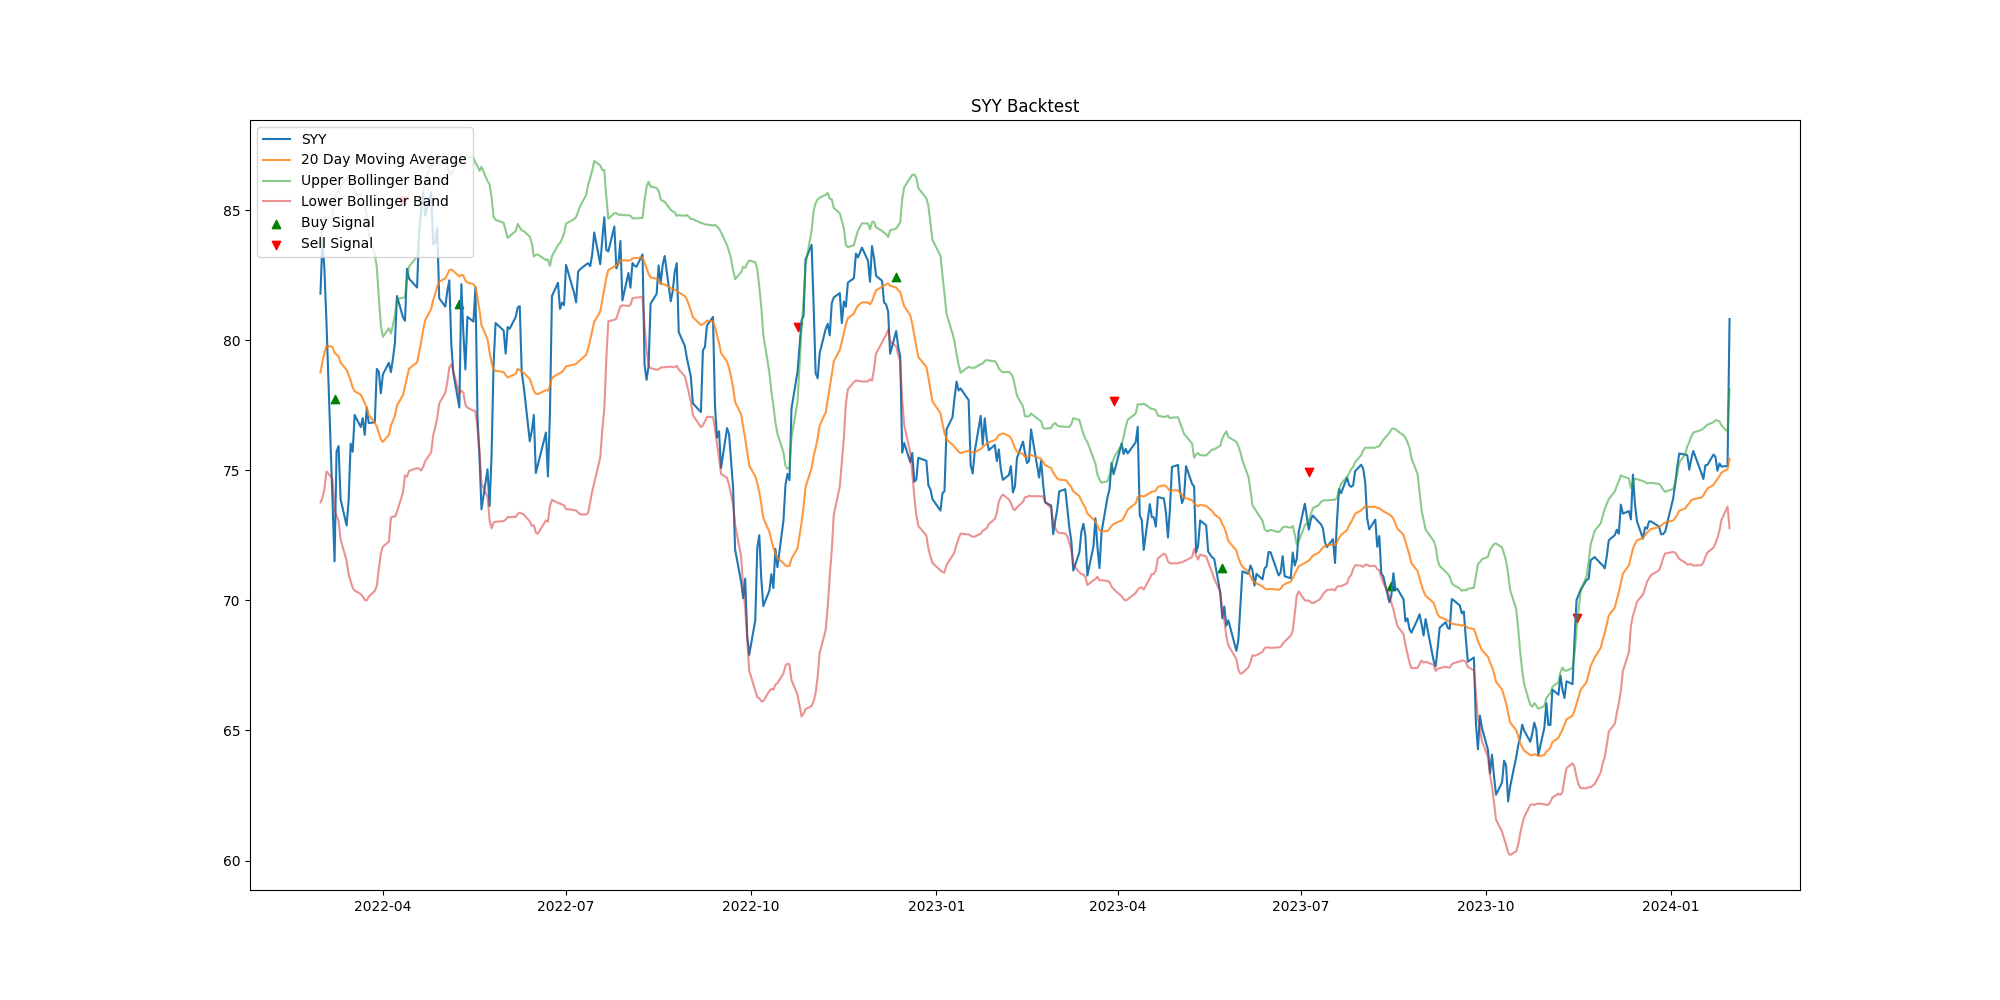 SYY Backtest
SYY
20 Day Moving Average
Upper Bollinger Band
Lower Bollinger Band
Buy Signal
Sell Signal
85
80
75
70
65
60
2022-04 2022-07 2022-10 2023-01 2023-04 2023-07 2023-10 2024-01